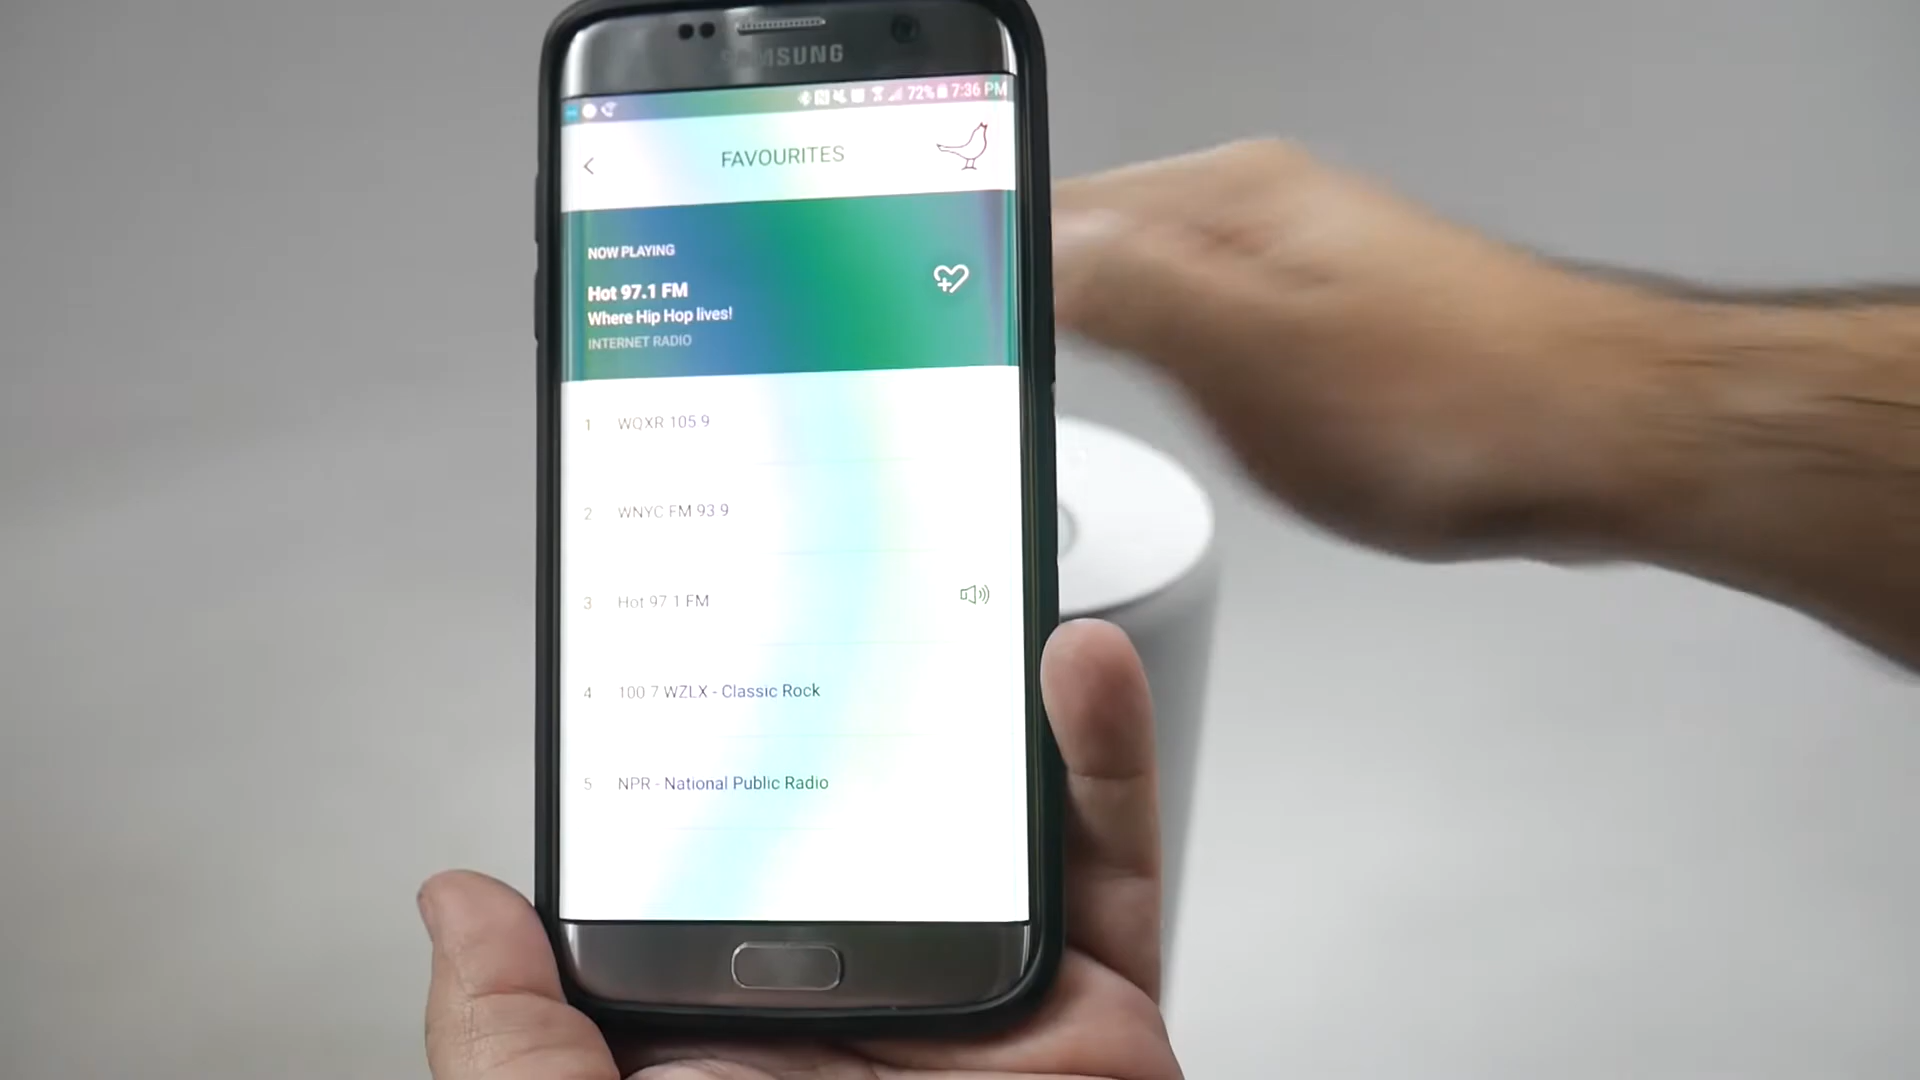 SAMSUNG
72% 7:36 PM
FAVOURITES
NOW PLAYING
Hot 97.1 FM
Where Hip Hop lives!
INTERNET RADIO
1 WQXR 105 9
2 WNYC FM 93 9
3 Hot 97 1 FM
4 100 7 WZLX - Classic Rock
5 NPR - National Public Radio